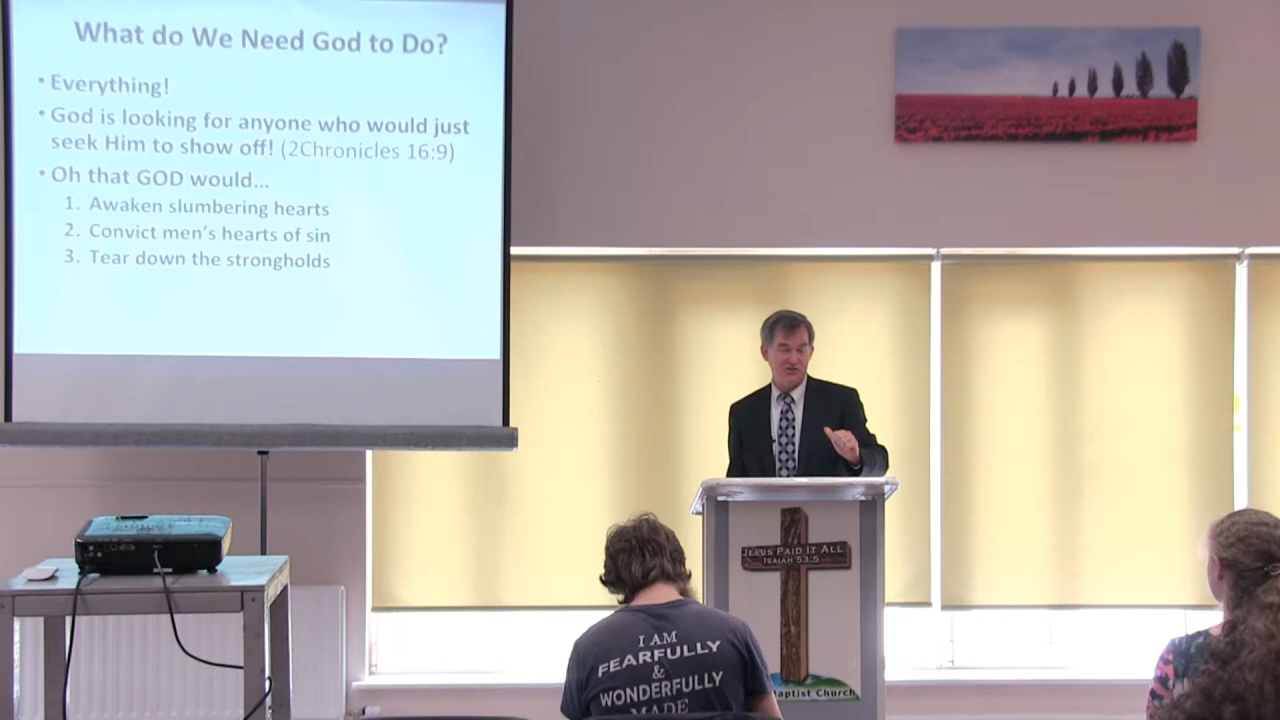 What do We Need God to Do?
• Everything!
• God is looking for anyone who would just
seek Him to show off! (2Chronicles 16:9)
• Oh that GOD would...
1. Awaken slumbering hearts
2. Convict men's hearts of sin
3. Tear down the strongholds
JESUS PAID IT ALL
ISAIAH 53:5
Baptist Church
I AM
FEARFULLY
&
WONDERFULLY
MADE